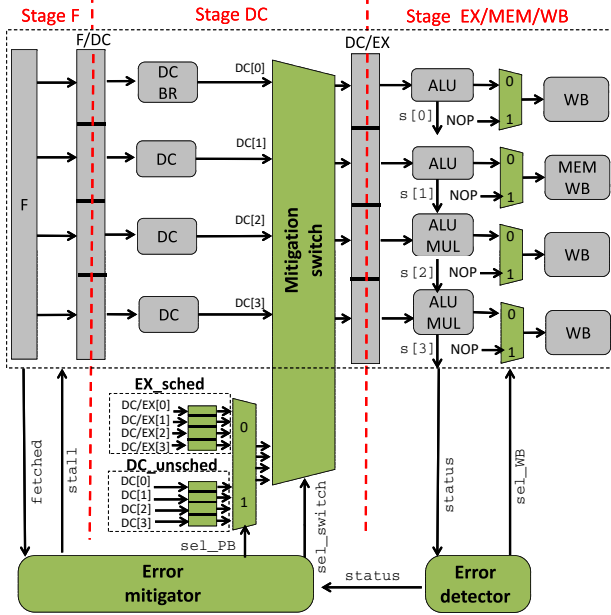 Stage F
Stage DC
Stage EX/MEM/WB
F/DC
DC/EX
DC
BR
DC[0]
ALU
0
1
WB
s[0]
NOP
DC
DC[1]
ALU
0
1
MEM
WB
s[1]
NOP
F
DC
DC[2]
Mitigation
switch
ALU
MUL
0
1
WB
s[2]
NOP
DC
DC[3]
ALU
MUL
0
1
WB
s[3]
NOP
EX_sched
DC/EX[0]
DC/EX[1]
DC/EX[2]
DC/EX[3]
0
DC_unsched
DC[0]
DC[1]
DC[2]
DC[3]
1
fetched
stall
sel_PB
sel_switch
status
sel_WB
Error
mitigator
status
Error
detector